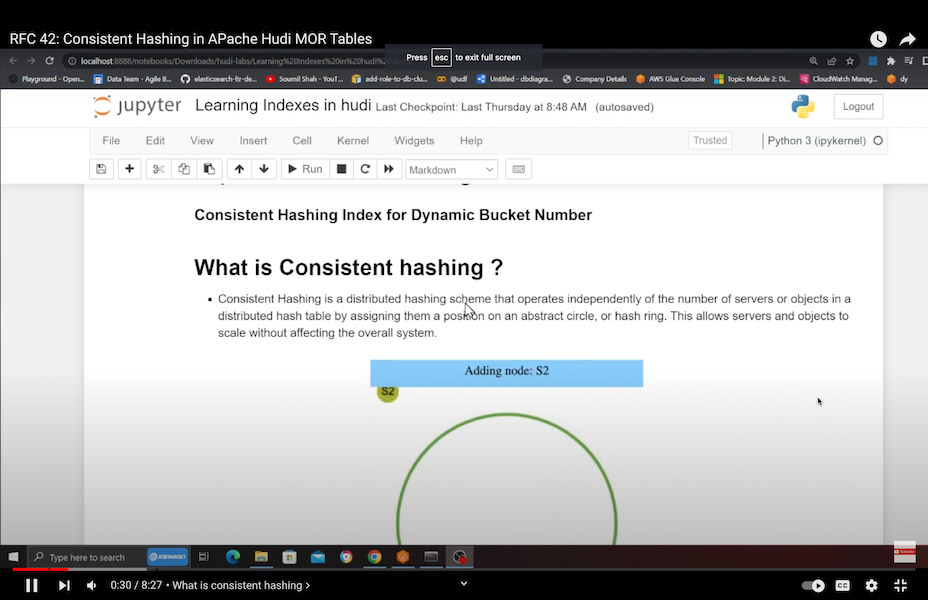 RFC 42: Consistent Hashing in APache Hudi MOR Tables
Press esc to exit full screen
localhost:8888/notebooks/Downloads/hudi-labs/Learning%20Indexes%20in%20hudi%20
Playground - Open... Data Team - Agile B... elasticsearch-ltr-de... Soumil Shah - YouT... add-role-to-db-clu... @udf Untitled - dbdiagra... Company Details AWS Glue Console Topic: Module 2: Di... CloudWatch Manag... dy
jupyter Learning Indexes in hudi Last Checkpoint: Last Thursday at 8:48 AM (autosaved) Logout
File Edit View Insert Cell Kernel Widgets Help Trusted Python 3 (ipykernel)
Run Markdown
Consistent Hashing Index for Dynamic Bucket Number
What is Consistent hashing ?
• Consistent Hashing is a distributed hashing scheme that operates independently of the number of servers or objects in a
distributed hash table by assigning them a position on an abstract circle, or hash ring. This allows servers and objects to
scale without affecting the overall system.
Adding node: S2
S2
Type here to search JOBTARGET
0:30 / 8:27 • What is consistent hashing >
CC